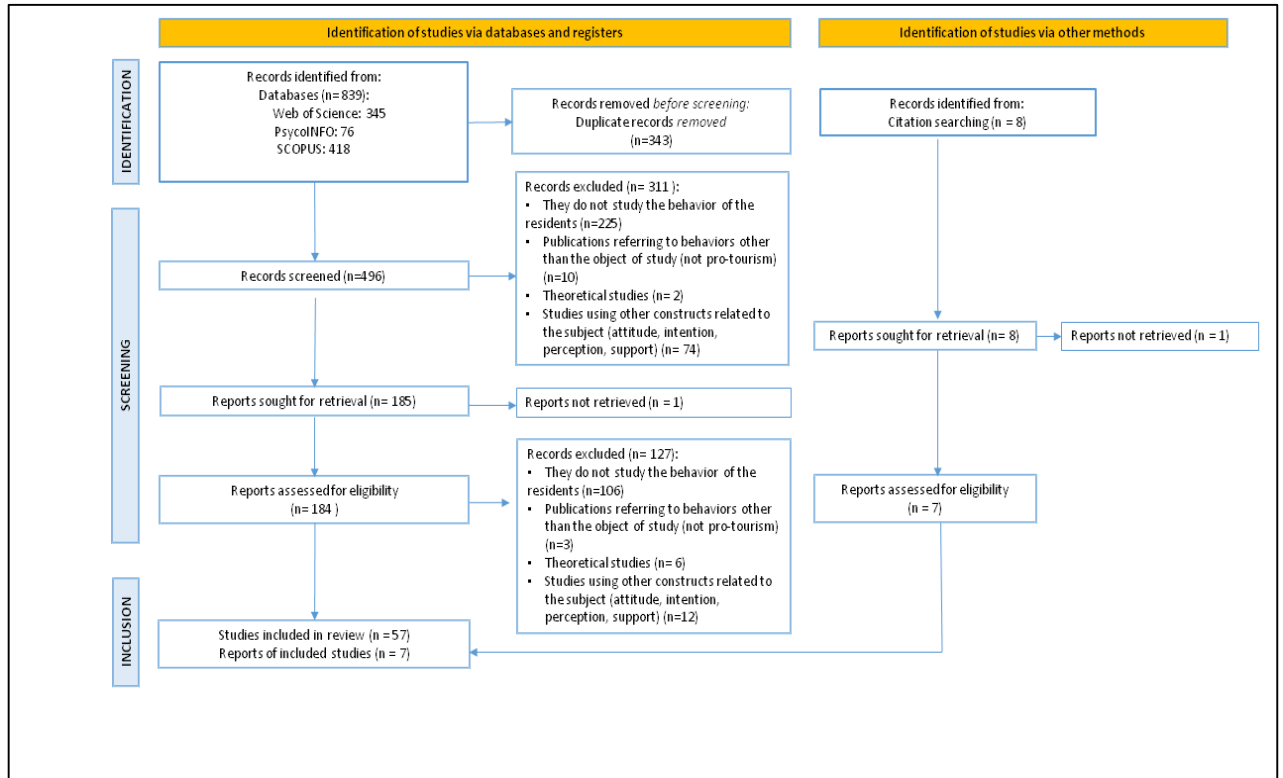 Identification of studies via databases and registers
Identification of studies via other methods
IDENTIFICATION
Records identified from:
Databases (n= 839):
Web of Science: 345
PsycoINFO: 76
SCOPUS: 418
Records removed before screening:
Duplicate records removed
(n=343)
Records identified from:
Citation searching (n = 8)
SCREENING
Records screened (n=496)
Records excluded (n= 311 ):
▪ They do not study the behavior of the
residents (n=225)
▪ Publications referring to behaviors other
than the object of study (not pro-tourism)
(n=10)
▪ Theoretical studies (n= 2)
▪ Studies using other constructs related to
the subject (attitude, intention,
perception, support) (n= 74)
Reports sought for retrieval (n= 8)
Reports not retrieved (n = 1)
Reports sought for retrieval (n= 185)
Reports not retrieved (n = 1)
Reports assessed for eligibility
(n= 184 )
Records excluded (n= 127):
▪ They do not study the behavior of the
residents (n=106)
▪ Publications referring to behaviors other
than the object of study (not pro-tourism)
(n=3)
▪ Theoretical studies (n= 6)
▪ Studies using other constructs related to
the subject (attitude, intention,
perception, support) (n=12)
Reports assessed for eligibility
(n = 7)
INCLUSION
Studies included in review (n = 57)
Reports of included studies (n = 7)